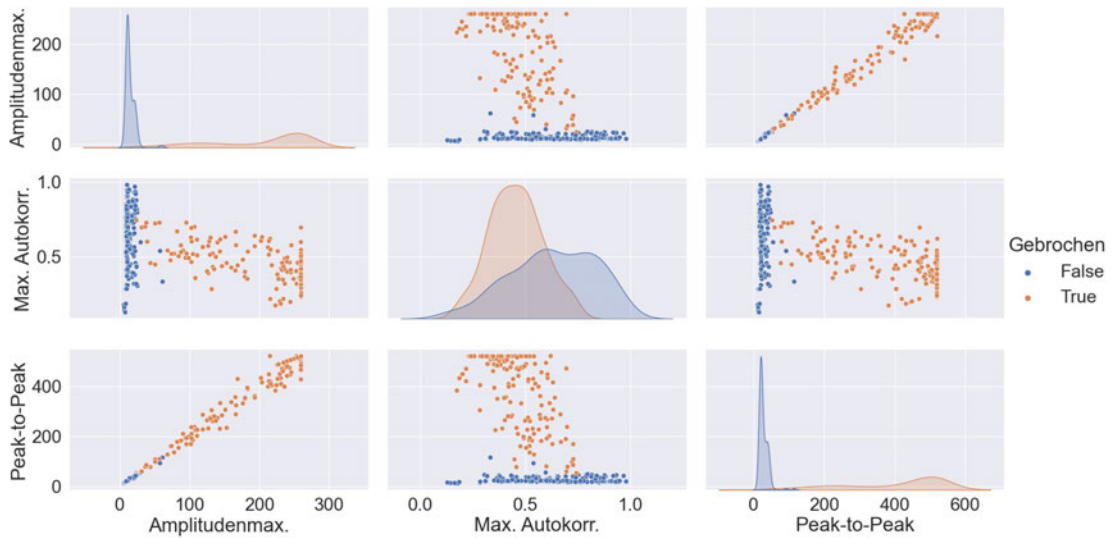 Amplitudenmax.
200
100
0
Max. Autokorr.
1.0
0.5
Gebrochen
False
True
Peak-to-Peak
400
200
0
0 100 200 300
0.0 0.5 1.0
0 200 400 600
Amplitudenmax. Max. Autokorr. Peak-to-Peak